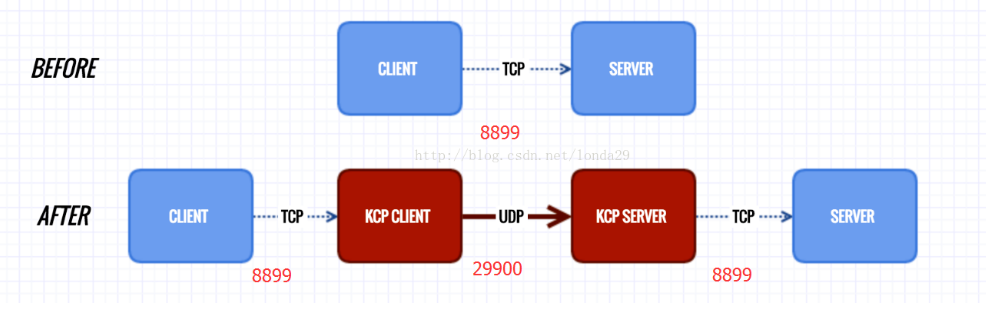 BEFORE CLIENT TCP SERVER
8899
http://blog.csdn.net/londa29
AFTER CLIENT TCP KCP CLIENT UDP KCP SERVER TCP SERVER
8899 29900 8899